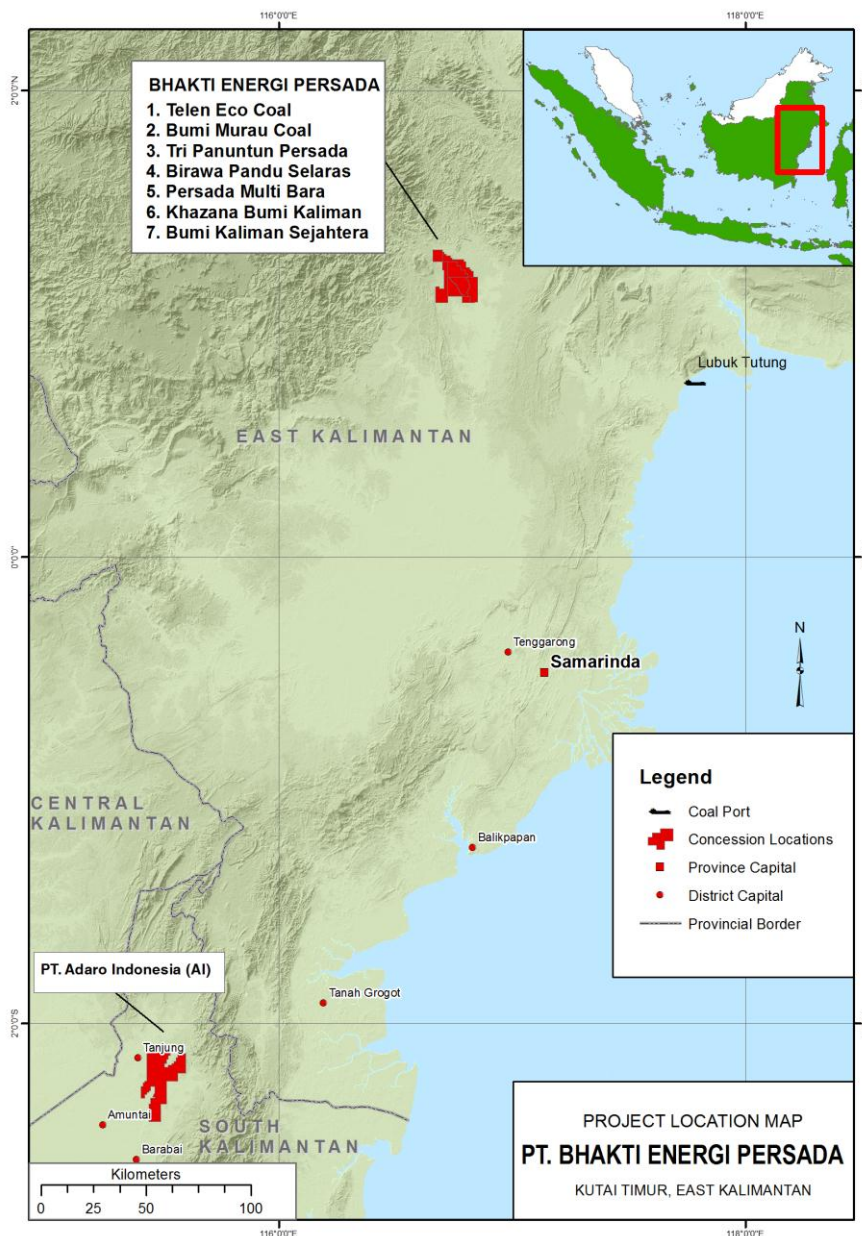 116°0'0"E
118°0'0"E
2°0'0"N
BHAKTI ENERGI PERSADA
1. Telen Eco Coal
2. Bumi Murau Coal
3. Tri Panuntun Persada
4. Birawa Pandu Selaras
5. Persada Multi Bara
6. Khazana Bumi Kaliman
7. Bumi Kaliman Sejahtera
Lubuk Tutung
EAST KALIMANTAN
0°0'0"
Tenggarong
Samarinda
N
CENTRAL
KALIMANTAN
Balikpapan
Legend
Coal Port
Concession Locations
Province Capital
District Capital
Provincial Border
PT. Adaro Indonesia (AI)
Tanah Grogot
2°0'0"S
Tanjung
Amuntai
Barabai
SOUTH
KALIMANTAN
Kilometers
0 25 50 100
PROJECT LOCATION MAP
PT. BHAKTI ENERGI PERSADA
KUTAI TIMUR, EAST KALIMANTAN
116°0'0"E
118°0'0"E